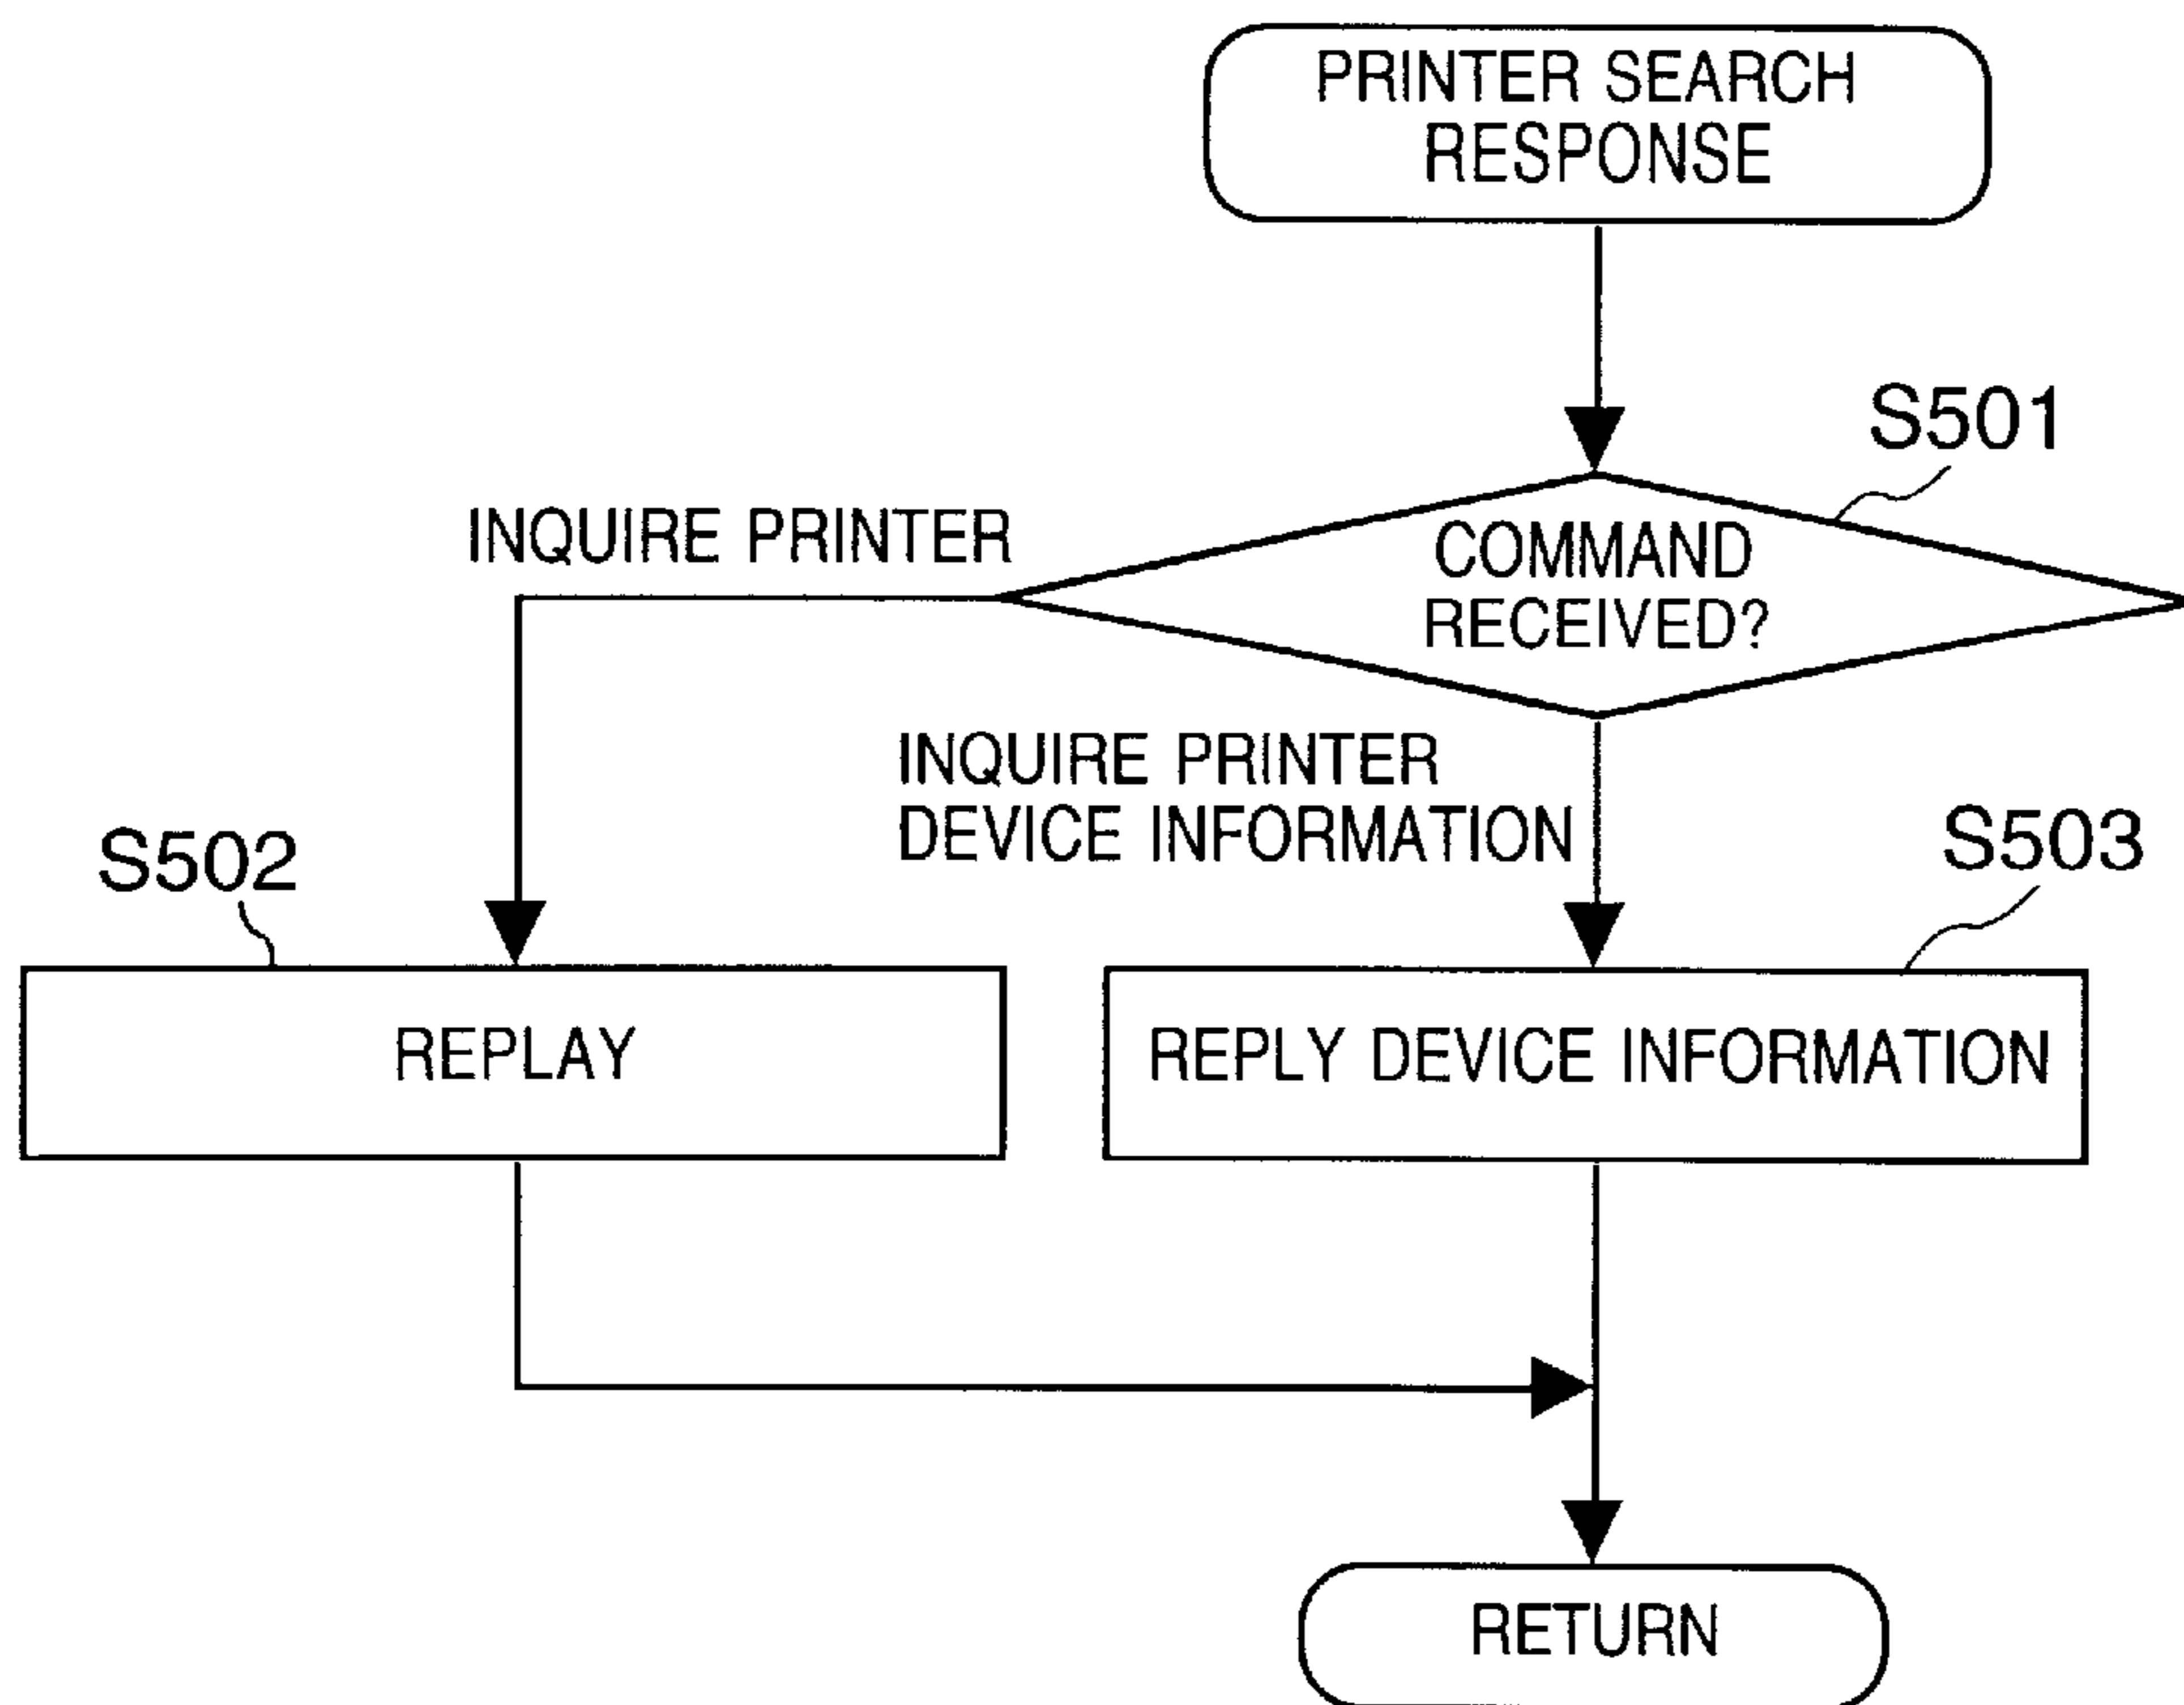 PRINTER SEARCH
RESPONSE
S501
INQUIRE PRINTER
COMMAND
RECEIVED?
INQUIRE PRINTER
DEVICE INFORMATION
S502
S503
REPLAY
REPLY DEVICE INFORMATION
RETURN